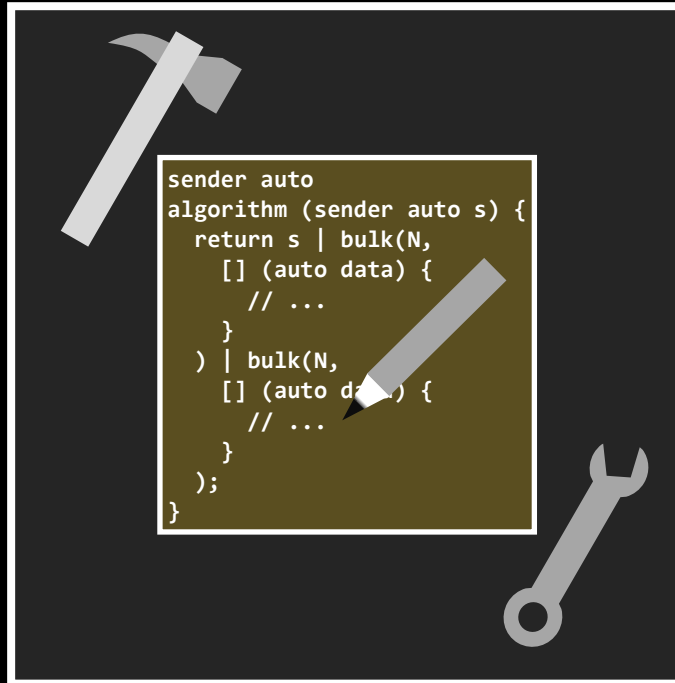 sender auto
algorithm (sender auto s) {
  return s | bulk(N,
    [] (auto data) {
      // ...
    }
  ) | bulk(N,
    [] (auto d ) {
      // ...
    }
  );
}